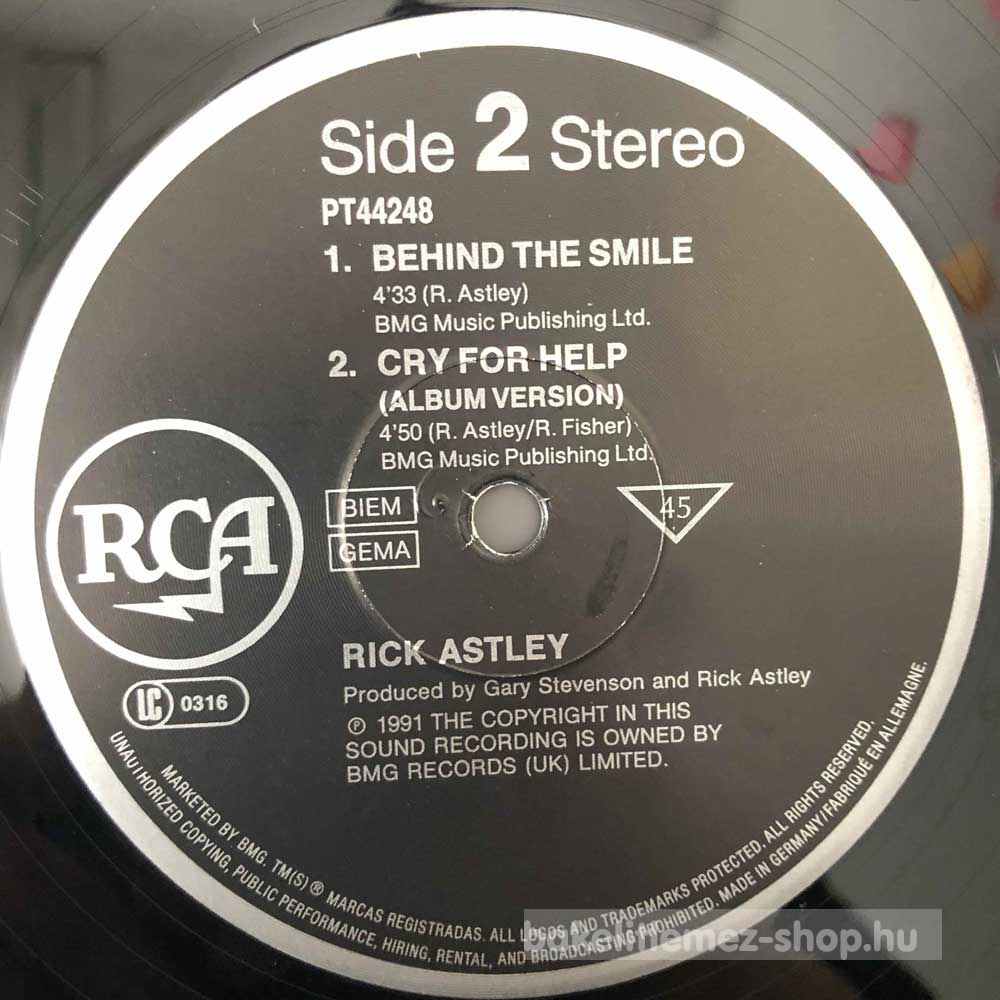 Side 2 Stereo
PT44248
1. BEHIND THE SMILE
4'33 (R. Astley)
BMG Music Publishing Ltd.
2. CRY FOR HELP
(ALBUM VERSION)
4'50 (R. Astley/R. Fisher)
BMG Music Publishing Ltd.
BIEM
GEMA
45
RCA
RICK ASTLEY
LC 0316
Produced by Gary Stevenson and Rick Astley
℗ 1991 THE COPYRIGHT IN THIS
SOUND RECORDING IS OWNED BY
BMG RECORDS (UK) LIMITED.
MARKETED BY BMG. TM(S) ® MARCAS REGISTRADAS. ALL LOGOS AND TRADEMARKS PROTECTED. ALL RIGHTS RESERVED.
UNAUTHORIZED COPYING, PUBLIC PERFORMANCE, HIRING, RENTAL, AND BROADCASTING PROHIBITED. MADE IN GERMANY/FABRIQUÉ EN ALLEMAGNE.
bakelitlemez-shop.hu